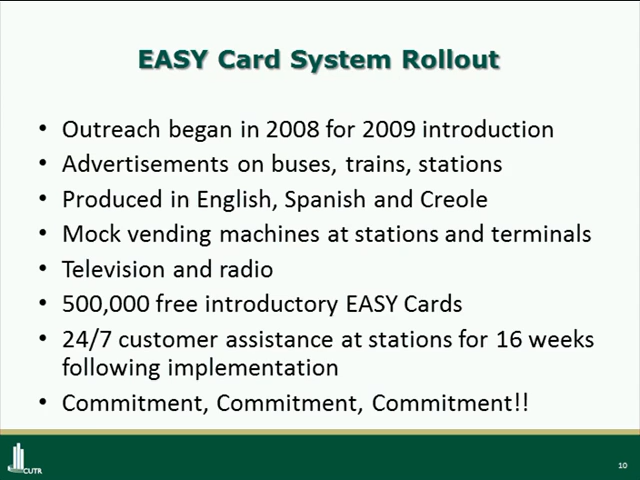 EASY Card System Rollout
• Outreach began in 2008 for 2009 introduction
• Advertisements on buses, trains, stations
• Produced in English, Spanish and Creole
• Mock vending machines at stations and terminals
• Television and radio
• 500,000 free introductory EASY Cards
• 24/7 customer assistance at stations for 16 weeks
following implementation
• Commitment, Commitment, Commitment!!
CUTR
10